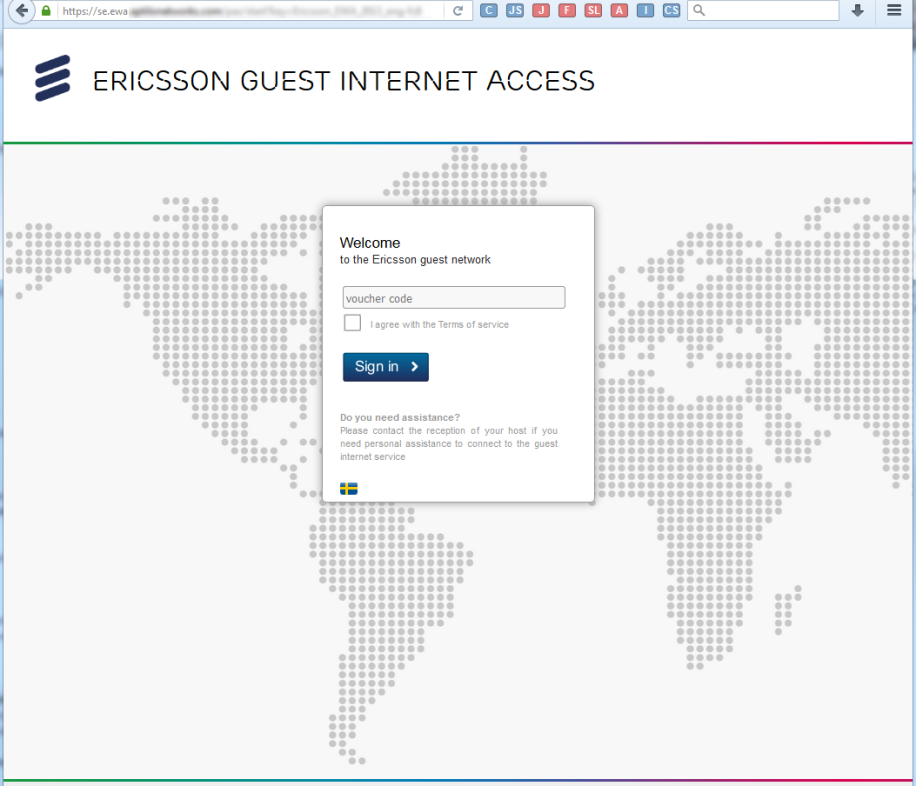 https://se.ewa
C JS J F SL A I CS
ERICSSON GUEST INTERNET ACCESS
Welcome
to the Ericsson guest network
voucher code
I agree with the Terms of service
Sign in
Do you need assistance?
Please contact the reception of your host if you
need personal assistance to connect to the guest
internet service